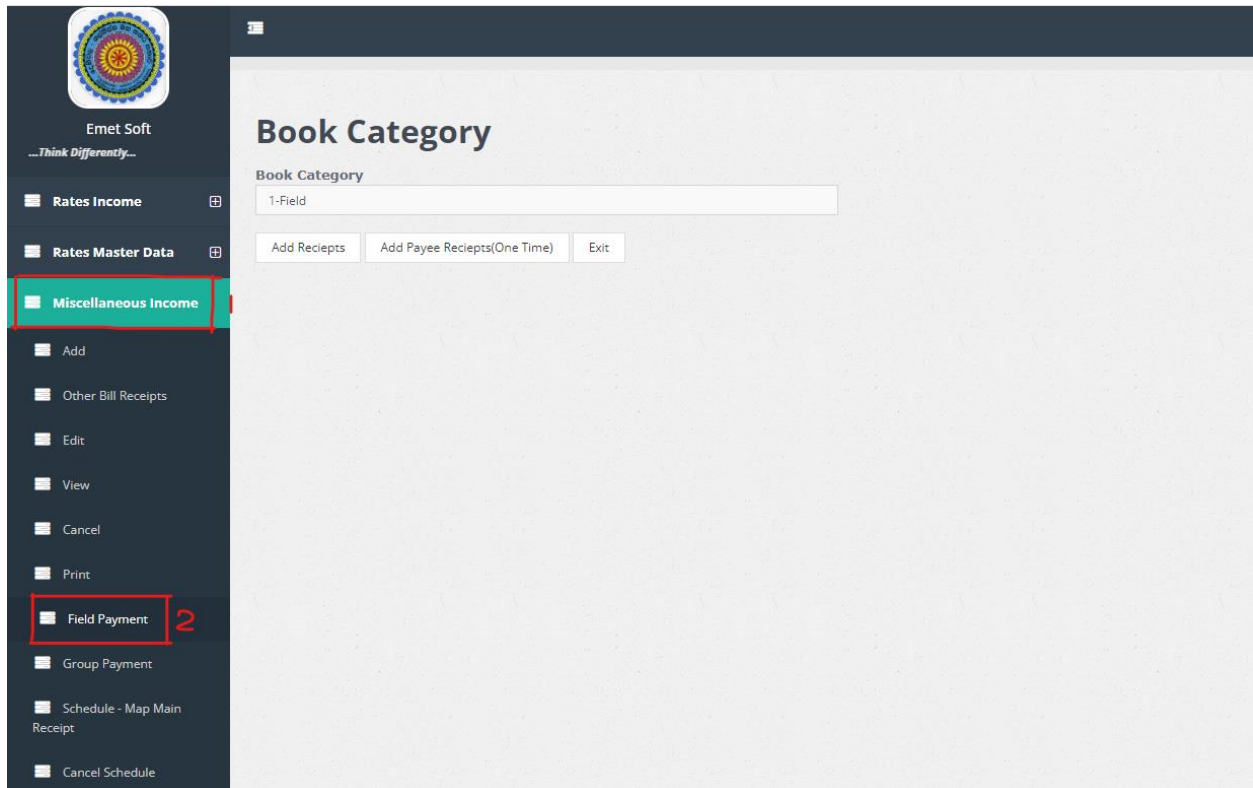 Emet Soft
...Think Differently...
Rates Income
Rates Master Data
Miscellaneous Income
Add
Other Bill Receipts
Edit
View
Cancel
Print
Field Payment 2
Group Payment
Schedule - Map Main
Receipt
Cancel Schedule
Book Category
Book Category
1-Field
Add Reciepts Add Payee Reciepts(One Time) Exit